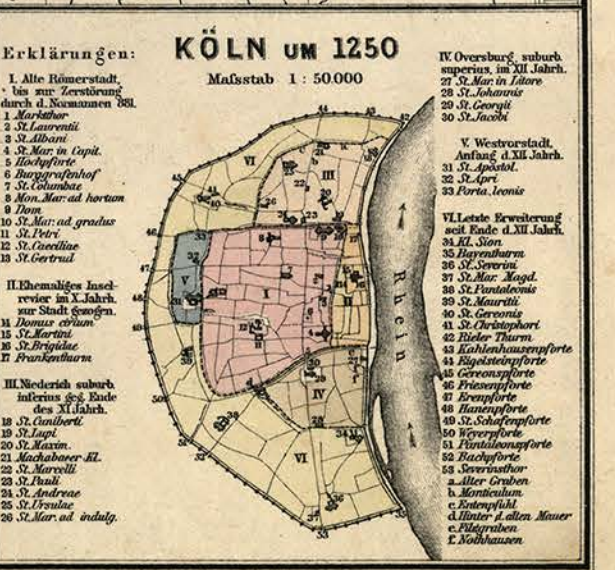 KÖLN UM 1250
Maſsstab 1 : 50.000
Erklärungen:
I. Alte Römerstadt,
bis zur Zerstörung
durch d. Normannen 881.
1 Marktthor
2 St. Laurentii
3 St. Albani
4 St. Mar. in Capit.
5 Hochpforte
6 Burggrafenhof
7 St. Columbae
8 Mon. Mar. ad hortum
9 Dom
10 St. Mar. ad gradus
11 St. Petri
12 St. Caeciliae
13 St. Gertrud
II. Ehemaliges Insel-
revier im X. Jahrh.
zur Stadt gezogen.
14 Domus civium
15 St. Martini
16 St. Brigidae
17 Frankenthurm
III. Niederich suburb.
inferius geg. Ende
des XI Jahrh.
18 St. Cuniberti
19 St. Lupi
20 St. Maxim.
21 Machabaer Kl.
22 St. Marcelli
23 St. Pauli
24 St. Andreae
25 St. Ursulae
26 St. Mar. ad indulg.
IV. Oversburg, suburb.
superius, im XII Jahrh.
27 St. Mar. in Litore
28 St. Johannis
29 St. Georgii
30 St. Jacobi
V. Westvorstadt,
Anfang d. XII. Jahrh.
31 St. Apostol.
32 St. Apri
33 Porta leonis
VI. Letzte Erweiterung
seit Ende d. XII Jahrh.
34 Kl. Sion
35 Bayenthurm
36 St. Severini
37 St. Mar. Magd.
38 St. Pantaleonis
39 St. Mauritii
40 St. Gereonis
41 St. Christophori
42 Rieler Thurm
43 Kahlenhausenpforte
44 Eigelsteinpforte
45 Gereonspforte
46 Friesenpforte
47 Erenpforte
48 Hanenpforte
49 St. Schafenpforte
50 Weyerpforte
51 Pantaleonspforte
52 Bachpforte
53 Severinsthor
a. Alter Graben
b. Monticulum
c. Entenpfuhl
d. Hinter d. alten Mauer
e. Filzgraben
f. Nothhausen
Rhein
I
II
III
IV
V
VI
VI